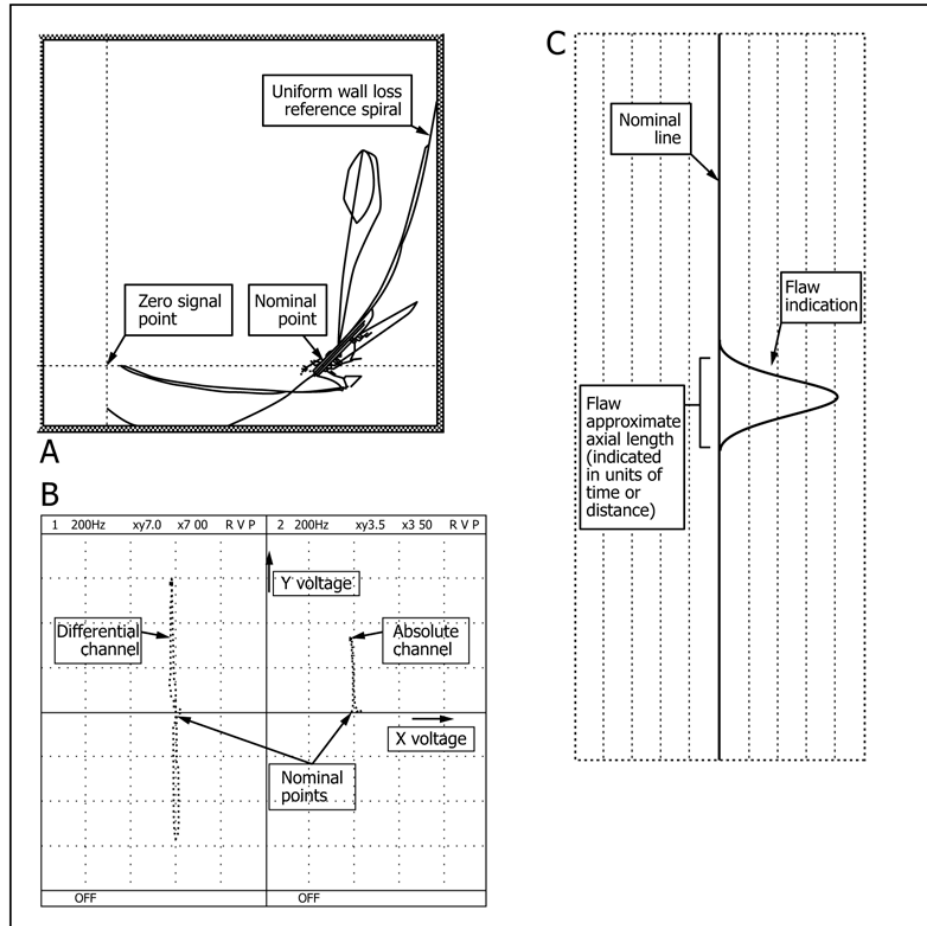 Uniform wall loss
reference spiral
Zero signal
point
Nominal
point
A
B
1 200Hz xy7.0 x7 00 R V P
2 200Hz xy3.5 x3 50 R V P
Y voltage
Differential
channel
Absolute
channel
X voltage
Nominal
points
OFF
OFF
C
Nominal
line
Flaw
indication
Flaw
approximate
axial length
(indicated
in units of
time or
distance)